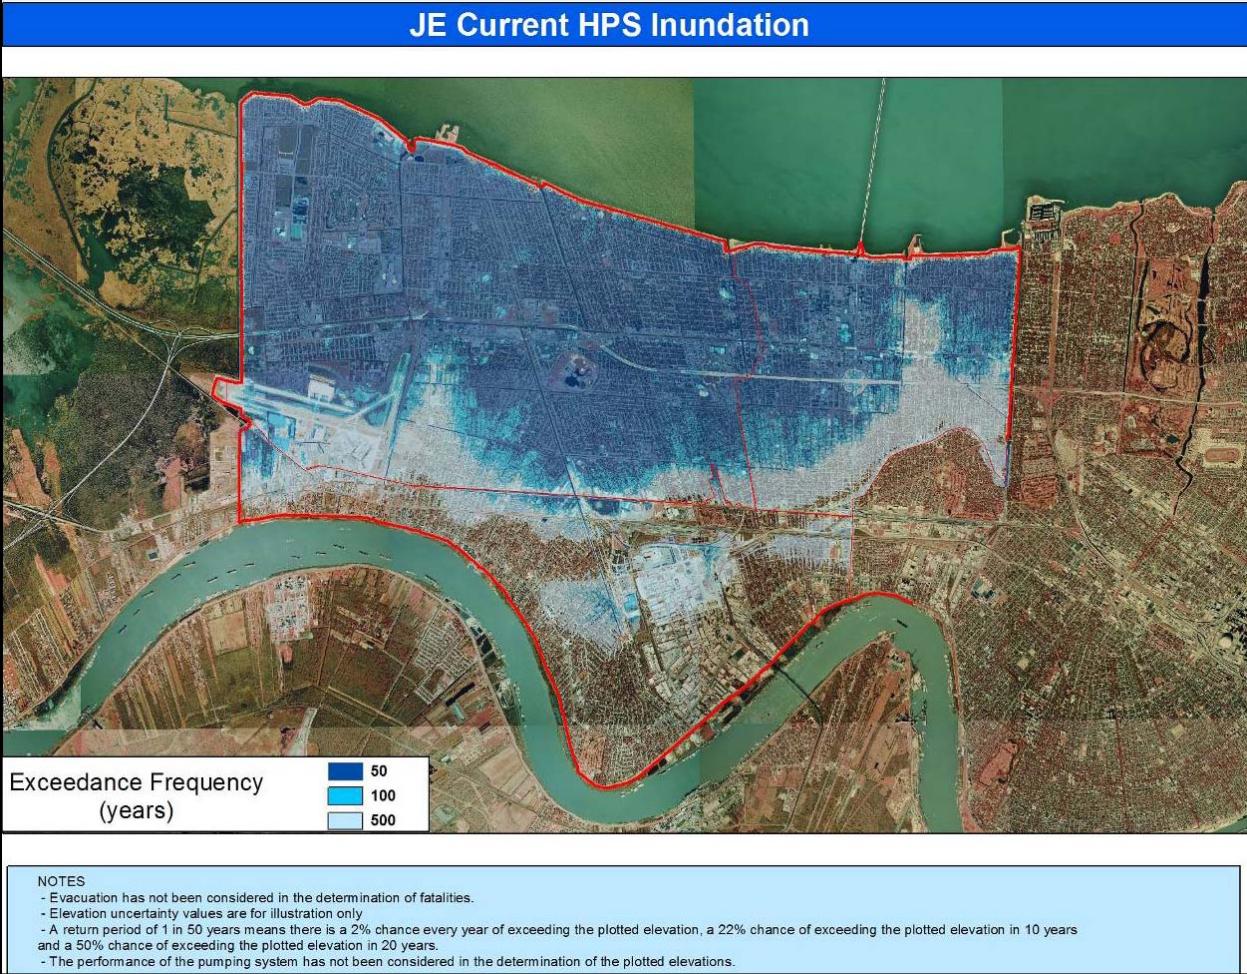 JE Current HPS Inundation
Exceedance Frequency
(years)
50
100
500
NOTES
- Evacuation has not been considered in the determination of fatalities.
- Elevation uncertainty values are for illustration only
- A return period of 1 in 50 years means there is a 2% chance every year of exceeding the plotted elevation, a 22% chance of exceeding the plotted elevation in 10 years
and a 50% chance of exceeding the plotted elevation in 20 years.
- The performance of the pumping system has not been considered in the determination of the plotted elevations.